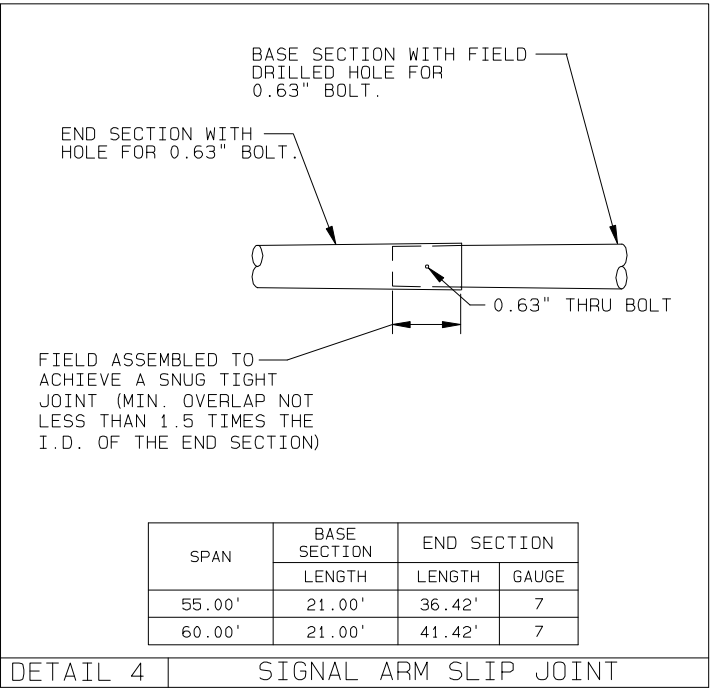 BASE SECTION WITH FIELD
DRILLED HOLE FOR
0.63" BOLT.
END SECTION WITH
HOLE FOR 0.63" BOLT.
0.63" THRU BOLT
FIELD ASSEMBLED TO
ACHIEVE A SNUG TIGHT
JOINT (MIN. OVERLAP NOT
LESS THAN 1.5 TIMES THE
I.D. OF THE END SECTION)
SPAN BASE SECTION END SECTION
LENGTH LENGTH GAUGE
55.00' 21.00' 36.42' 7
60.00' 21.00' 41.42' 7
DETAIL 4 SIGNAL ARM SLIP JOINT